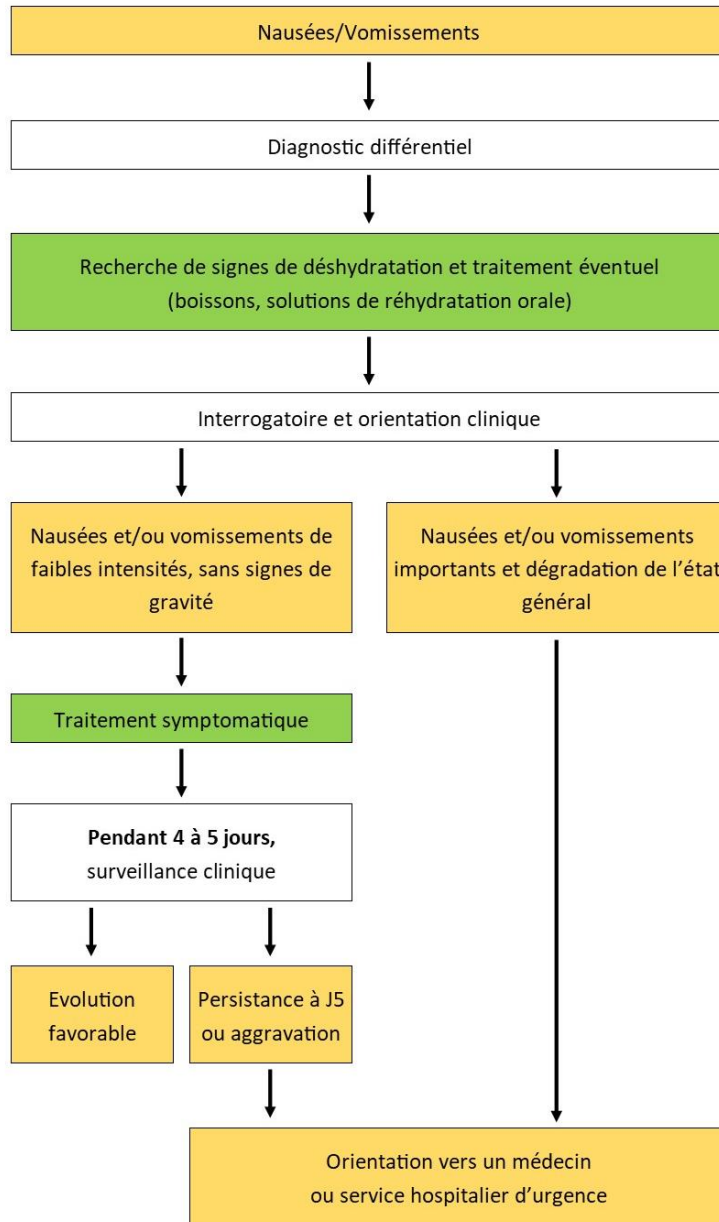 Nausées/Vomissements
Diagnostic différentiel
Recherche de signes de déshydratation et traitement éventuel
(boissons, solutions de réhydratation orale)
Interrogatoire et orientation clinique
Nausées et/ou vomissements de
faibles intensités, sans signes de
gravité
Nausées et/ou vomissements
importants et dégradation de l’état
général
Traitement symptomatique
Pendant 4 à 5 jours,
surveillance clinique
Evolution
favorable
Persistance à J5
ou aggravation
Orientation vers un médecin
ou service hospitalier d’urgence